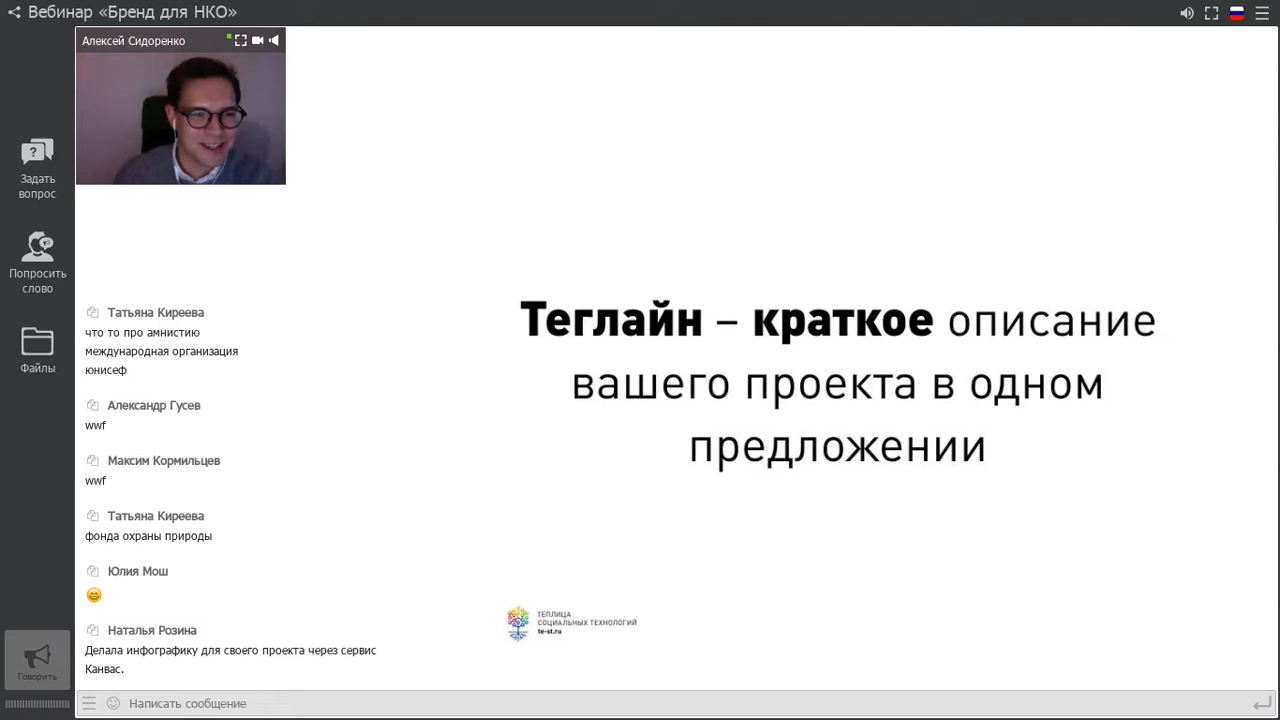 Вебинар «Бренд для НКО»
Алексей Сидоренко
Задать
вопрос
Попросить
слово
Файлы
Говорить
Татьяна Киреева
что то про амнистию
международная организация
юнисеф
Александр Гусев
wwf
Максим Кормильцев
wwf
Татьяна Киреева
фонда охраны природы
Юлия Мош
Наталья Розина
Делала инфографику для своего проекта через сервис
Канвас.
Написать сообщение
Теглайн – краткое описание
вашего проекта в одном
предложении
ТЕПЛИЦА
СОЦИАЛЬНЫХ ТЕХНОЛОГИЙ
te-st.ru